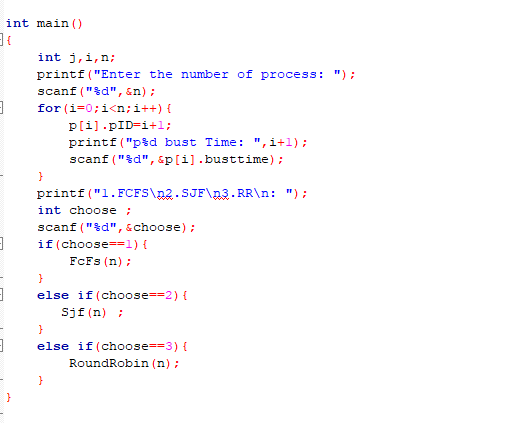 int main()
{
int j,i,n;
printf("Enter the number of process: ");
scanf("%d",&n);
for(i=0;i<n;i++){
p[i].pID=i+1;
printf("p%d bust Time: ",i+1);
scanf("%d",&p[i].busttime);
}
printf("1.FCFS\n2.SJF\n3.RR\n: ");
int choose ;
scanf("%d",&choose);
if(choose==1){
FcFs(n);
}
else if(choose==2){
Sjf(n) ;
}
else if(choose==3){
RoundRobin(n);
}
}